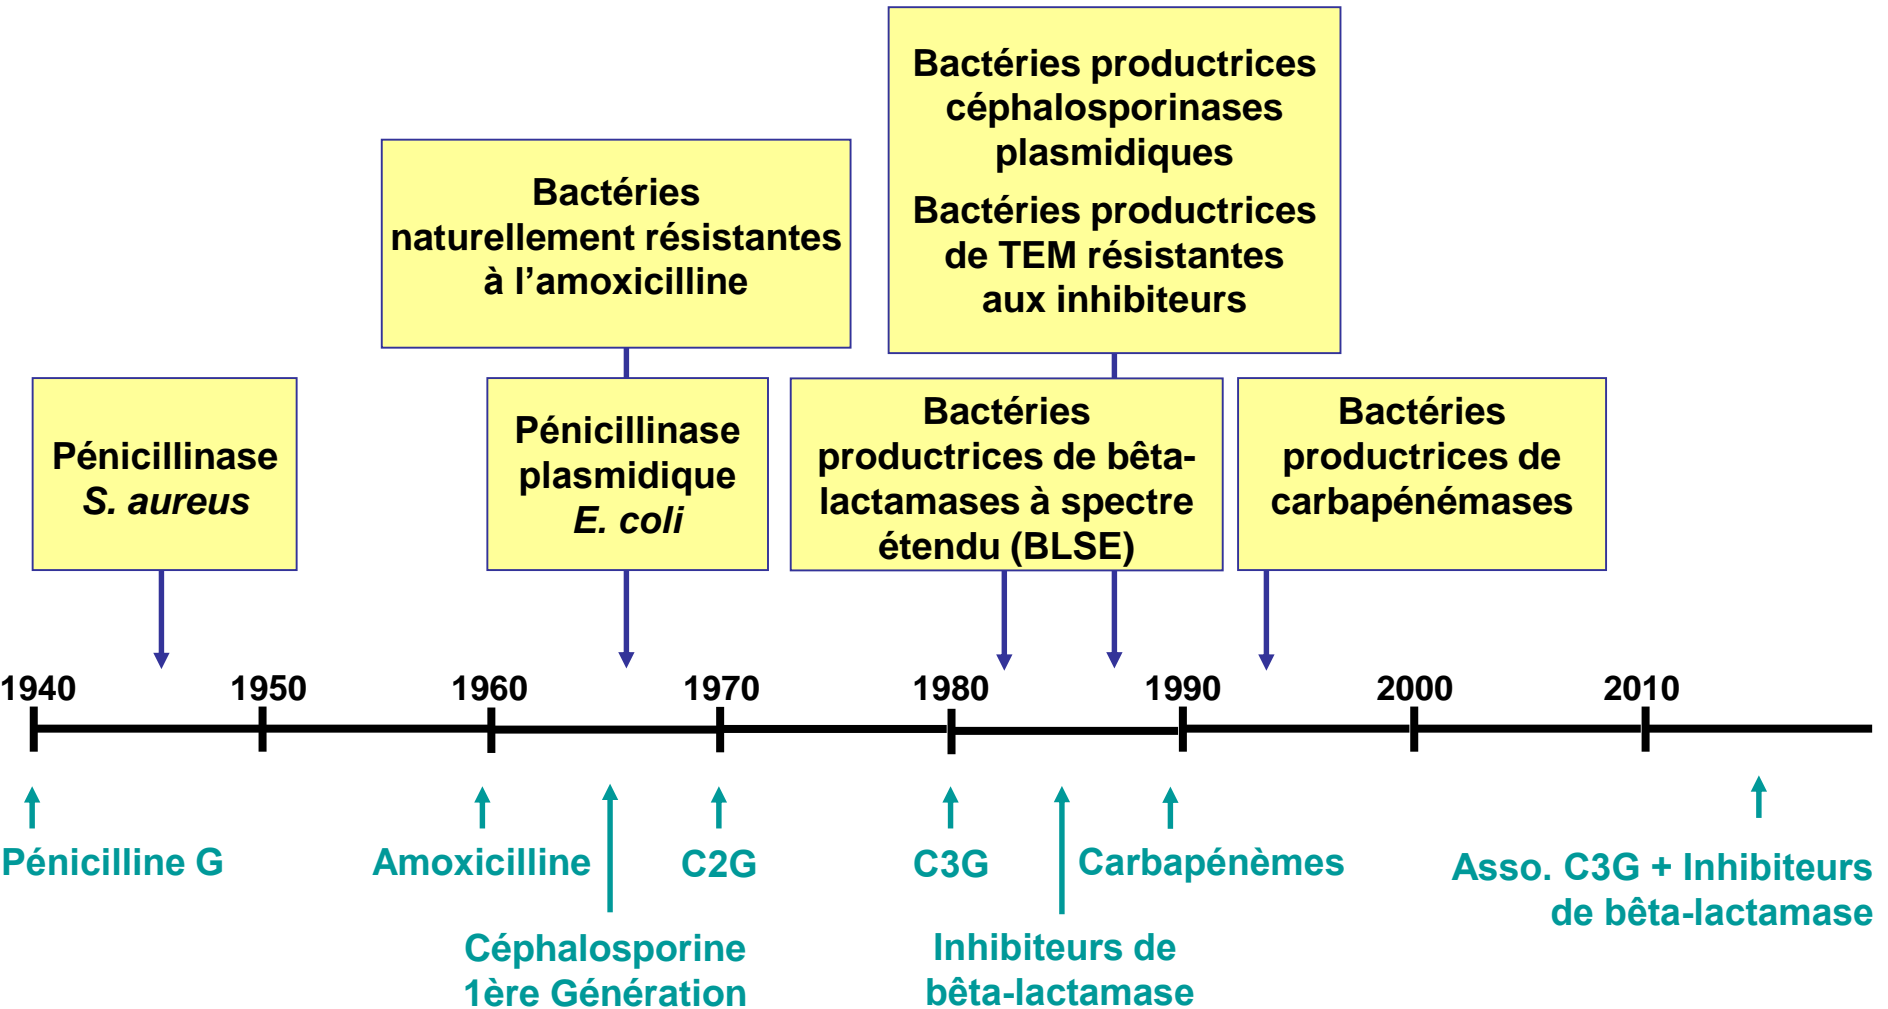 Bactéries productrices
céphalosporinases
plasmidiques
Bactéries productrices
de TEM résistantes
aux inhibiteurs
Bactéries
naturellement résistantes
à l’amoxicilline
Pénicillinase
S. aureus
Pénicillinase
plasmidique
E. coli
Bactéries
productrices de bêta-
lactamases à spectre
étendu (BLSE)
Bactéries
productrices de
carbapénémases
1940 1950 1960 1970 1980 1990 2000 2010
Pénicilline G
Amoxicilline
C2G
C3G
Carbapénèmes
Asso. C3G + Inhibiteurs
de bêta-lactamase
Céphalosporine
1ère Génération
Inhibiteurs de
bêta-lactamase